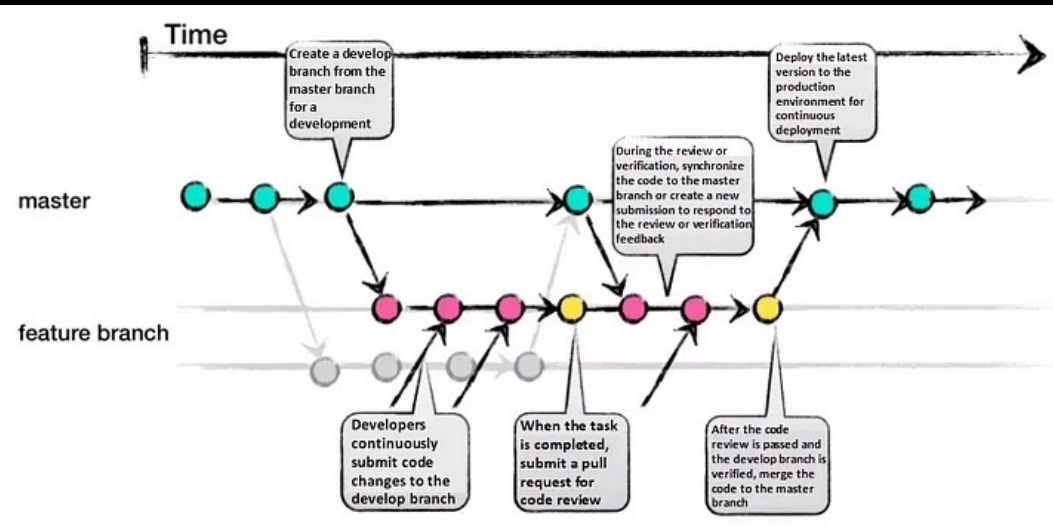 Time
Create a develop
branch from the
master branch
for a
development
Deploy the latest
version to the
production
environment for
continuous
deployment
During the review or
verification, synchronize
the code to the master
branch or create a new
submission to respond to
the review or verification
feedback
master
feature branch
Developers
continuously
submit code
changes to the
develop branch
When the task
is completed,
submit a pull
request for
code review
After the code
review is passed and
the develop branch is
verified, merge the
code to the master
branch